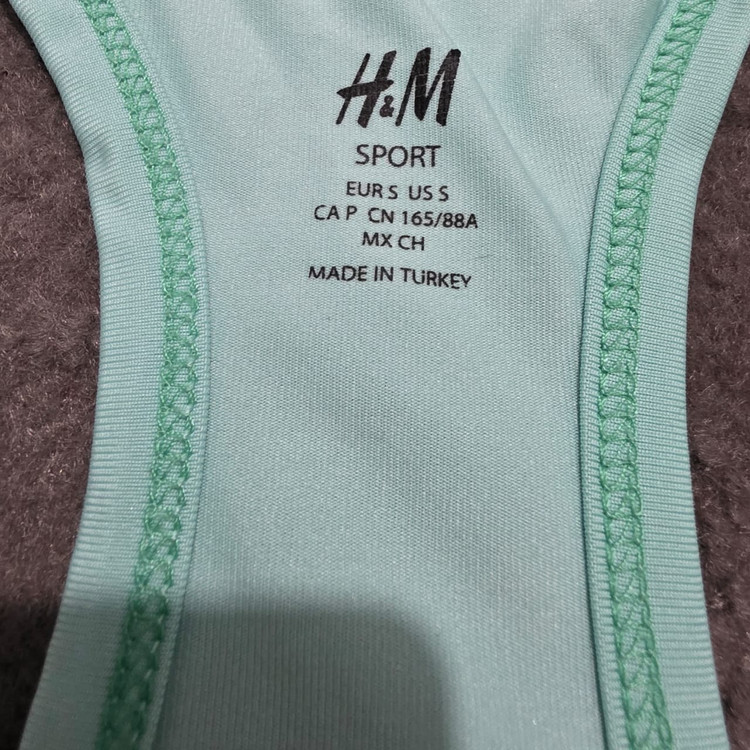 H&M
SPORT
EUR S US S
CA P CN 165/88A
MX CH
MADE IN TURKEY